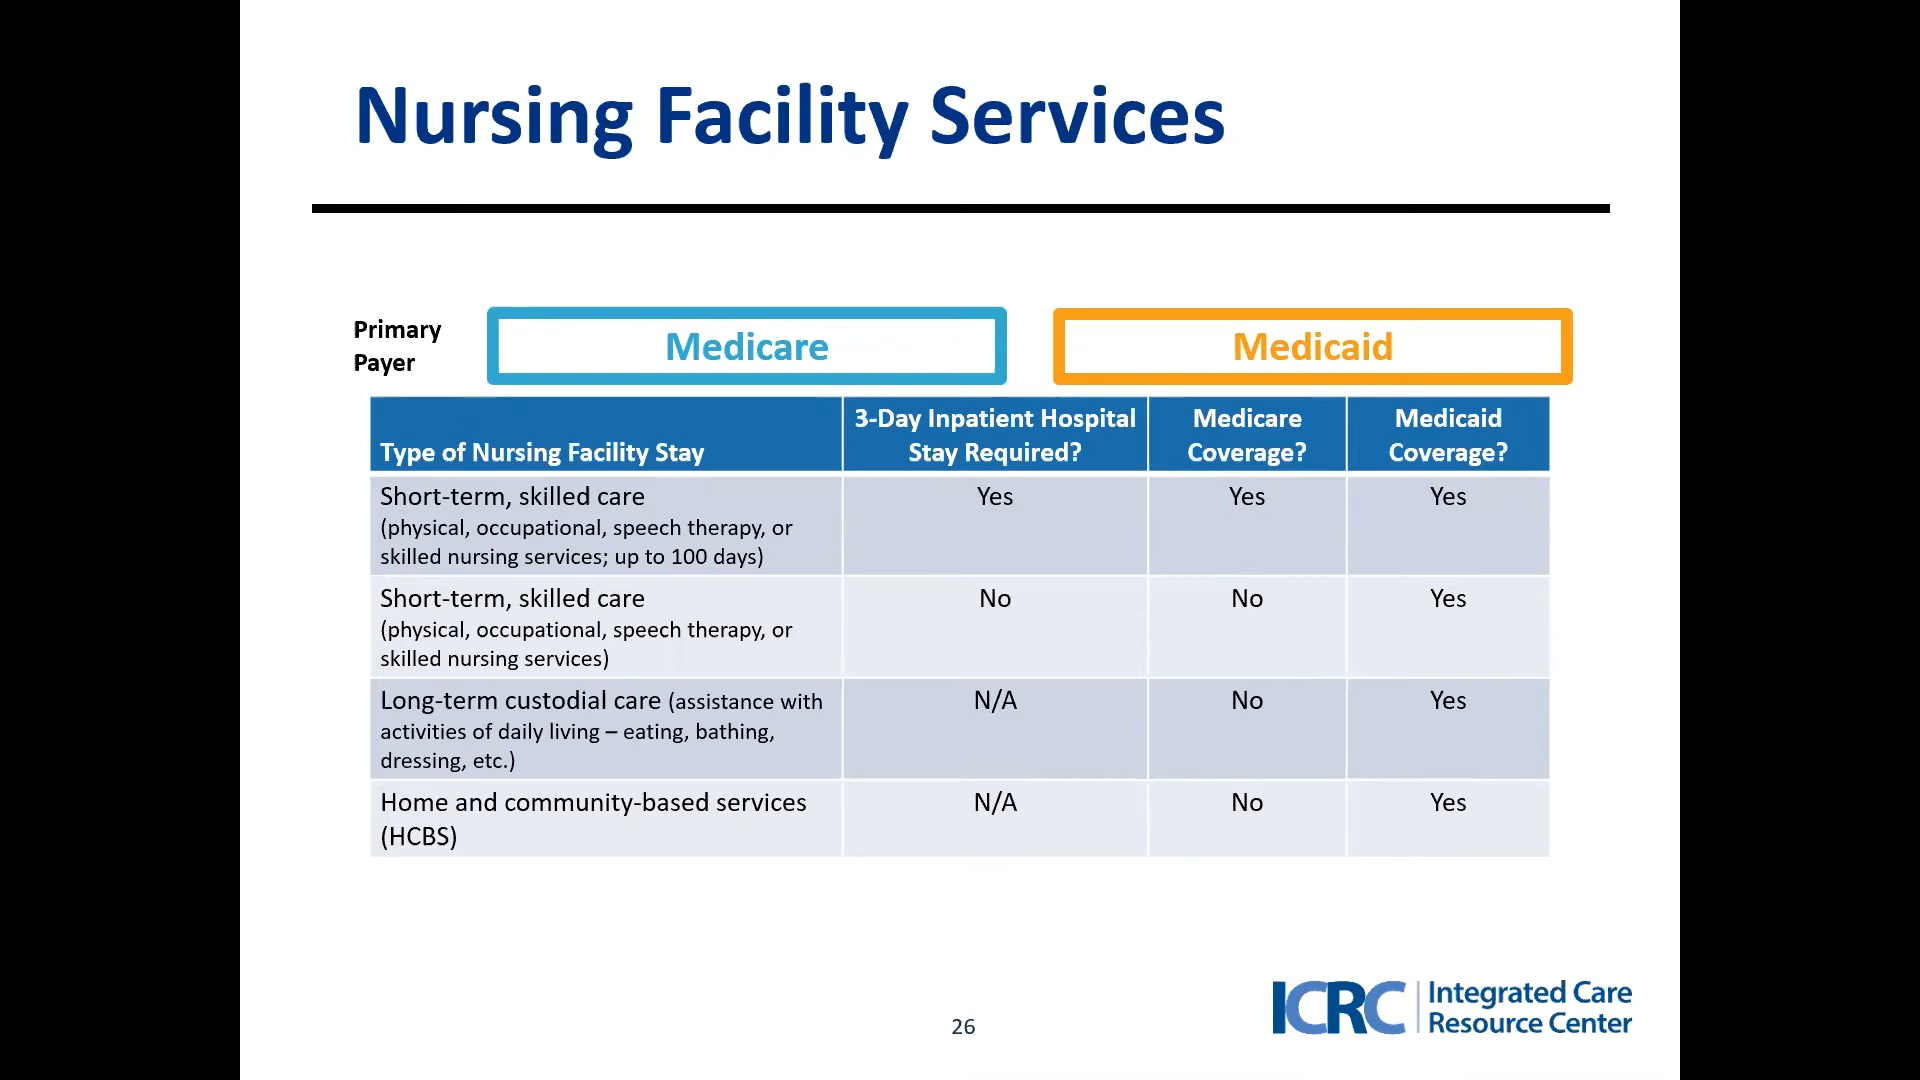 Nursing Facility Services
Primary
Payer
Medicare
Medicaid
Type of Nursing Facility Stay
3-Day Inpatient Hospital
Stay Required?
Medicare
Coverage?
Medicaid
Coverage?
Short-term, skilled care
(physical, occupational, speech therapy, or
skilled nursing services; up to 100 days)
Yes
Yes
Yes
Short-term, skilled care
(physical, occupational, speech therapy, or
skilled nursing services)
No
No
Yes
Long-term custodial care (assistance with
activities of daily living – eating, bathing,
dressing, etc.)
N/A
No
Yes
Home and community-based services
(HCBS)
N/A
No
Yes
26
ICRC
Integrated Care
Resource Center